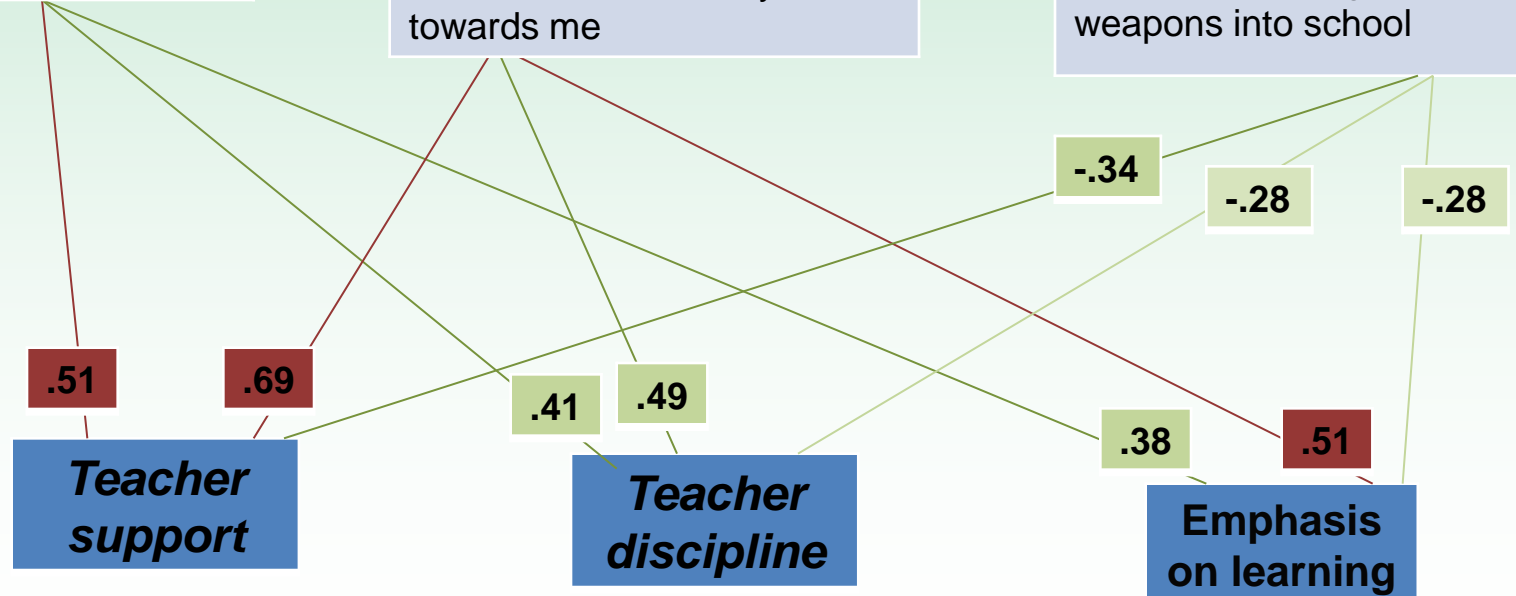 towards me
weapons into school
-.34
-.28
-.28
.51
.69
.41
.49
.38
.51
Teacher
support
Teacher
discipline
Emphasis
on learning